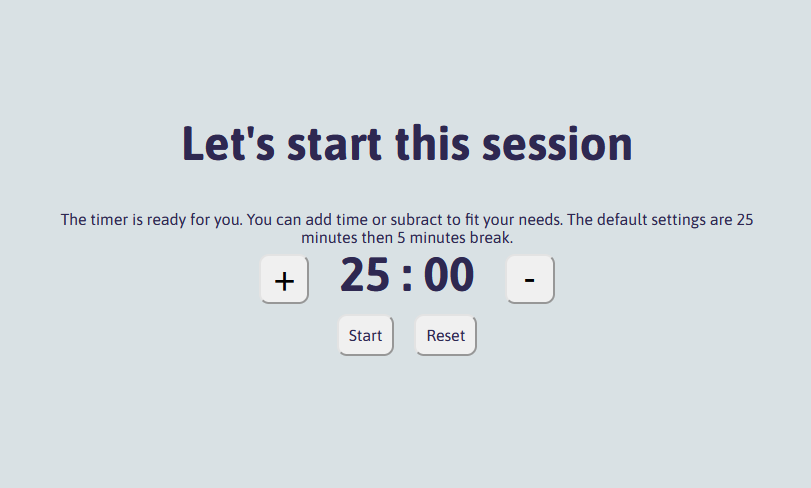 Let's start this session
The timer is ready for you. You can add time or subract to fit your needs. The default settings are 25
minutes then 5 minutes break.
+ 25 : 00 -
Start Reset